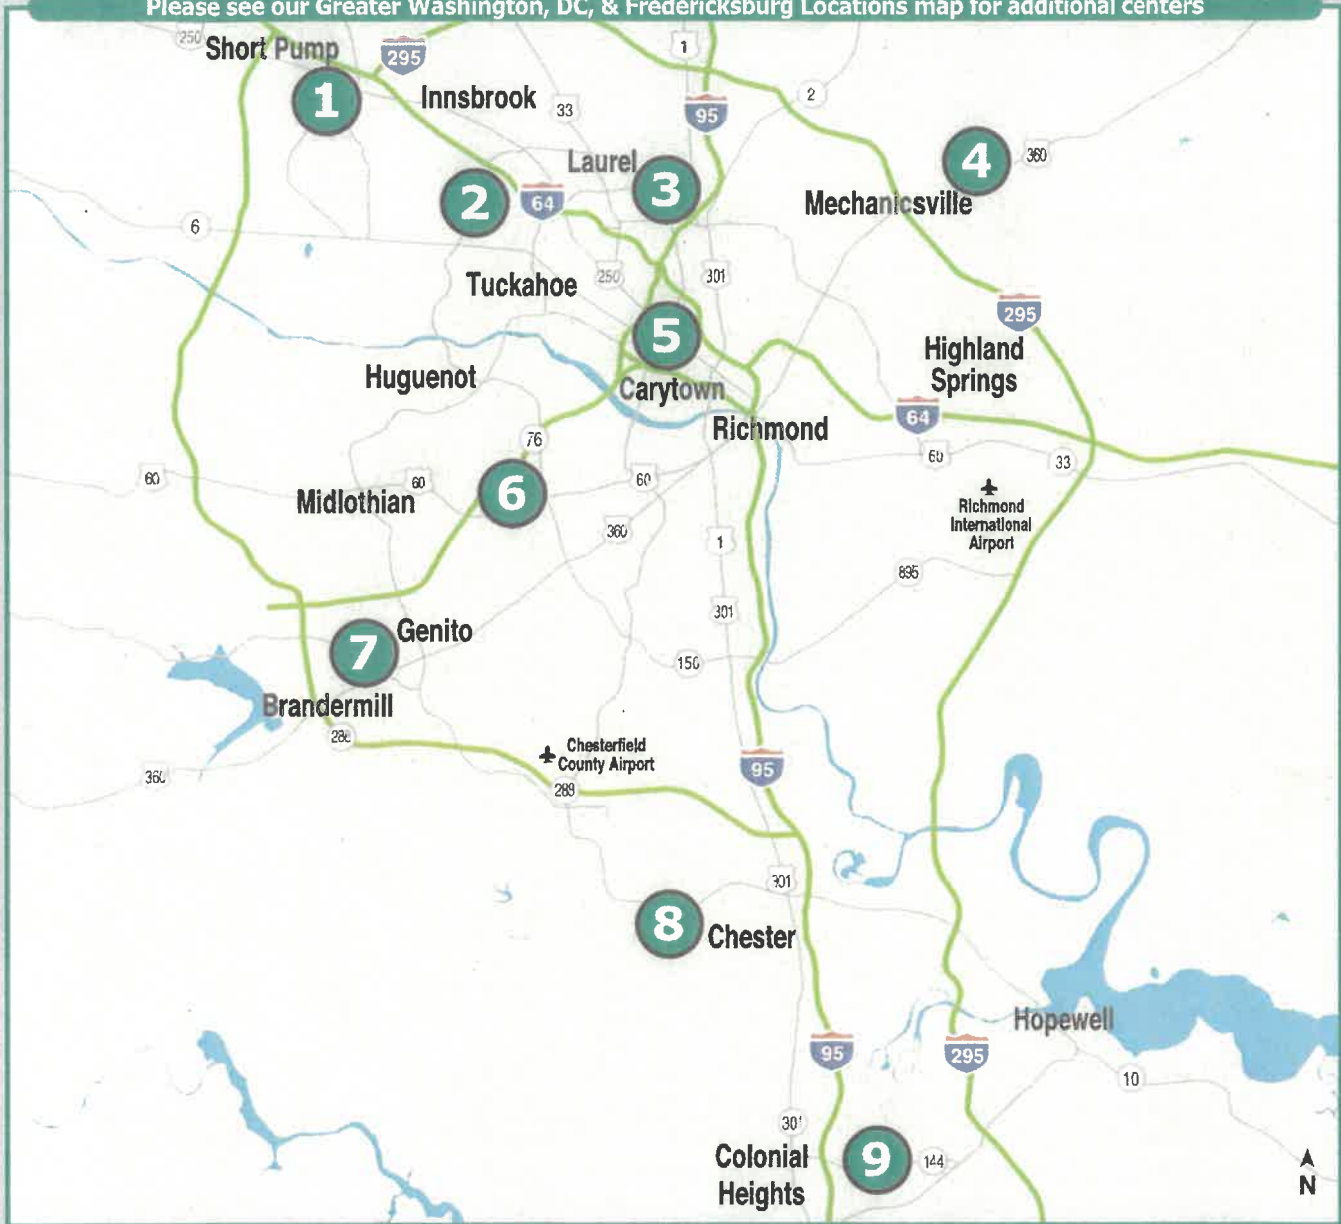 Please see our Greater Washington, DC, & Fredericksburg Locations map for additional centers
250
Short Pump
295
1
1
Innsbrook
33
95
2
Laurel
3
4
360
2
64
Mechanicsville
6
Tuckahoe
250
301
5
295
Highland
Springs
Huguenot
Carytown
64
Richmond
76
60
33
60
60
6
60
Midlothian
Richmond
International
Airport
360
1
895
301
7
Genito
150
Brandermill
Chesterfield
County Airport
95
360
289
301
8
Chester
Hopewell
95
295
10
Colonial
Heights
9
144
N